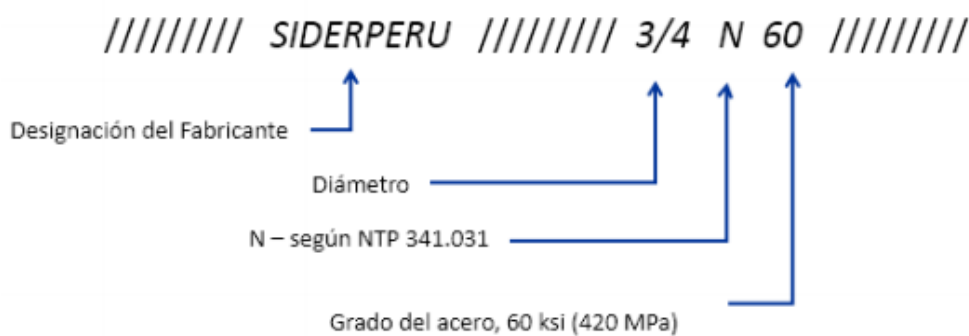 ///////// SIDERPERU ///////// 3/4 N 60 /////////
Designación del Fabricante
Diámetro
N – según NTP 341.031
Grado del acero, 60 ksi (420 MPa)